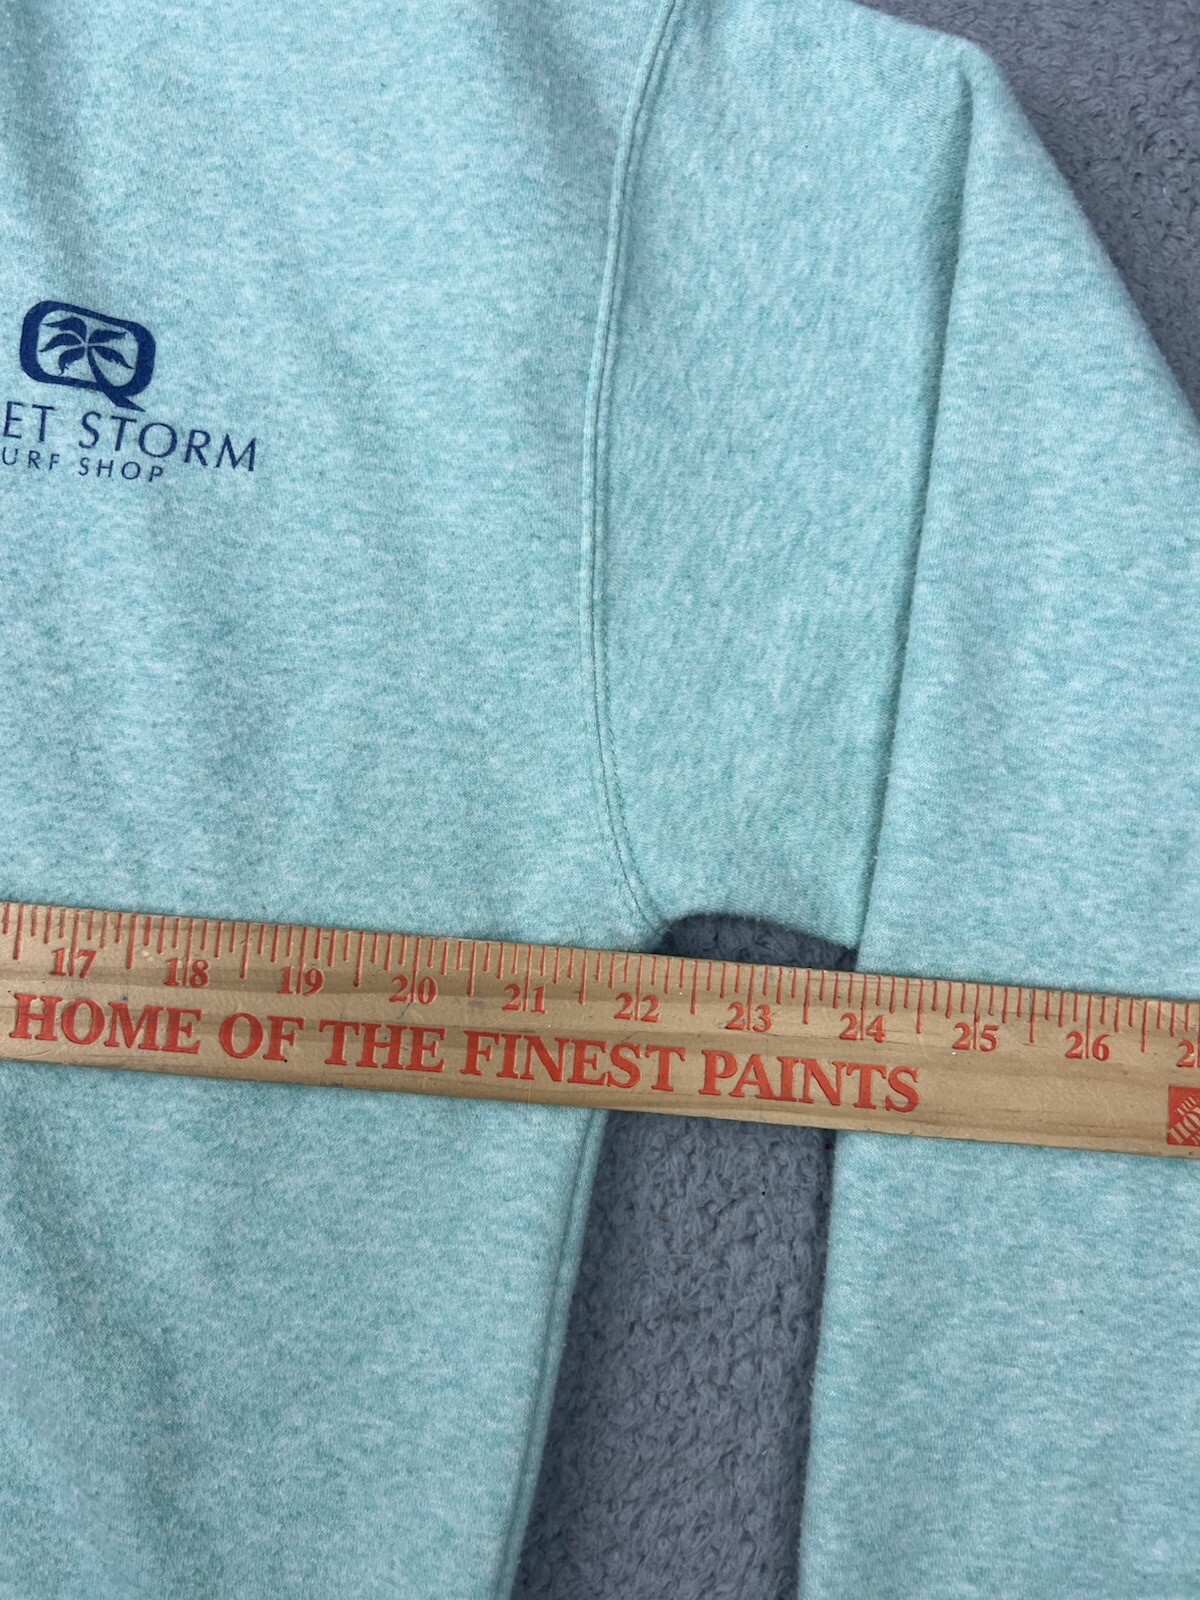 ET STORM
URF SHOP
17 18 19 20 21 22 23 24 25 26 2
HOME OF THE FINEST PAINTS